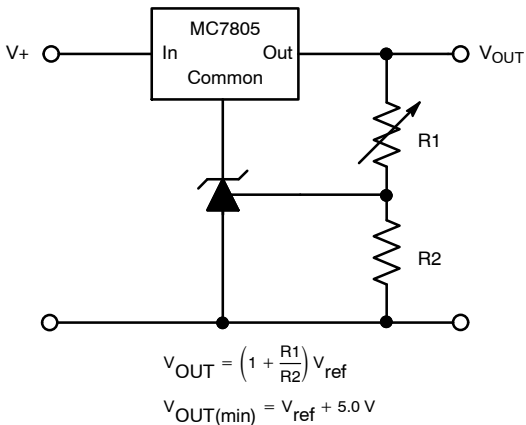 MC7805
V+
In
Out
VOUT
Common
R1
R2
VOUT = (1 + R1/R2) Vref
VOUT(min) = Vref + 5.0 V